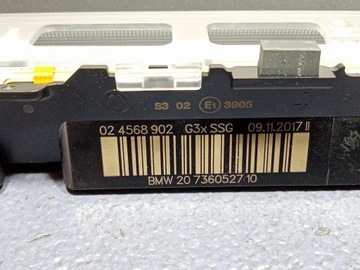 S3 02 E1 3905
02 4568 902 G3x SSG 09.11.2017 II
BMW 20 7360527 10